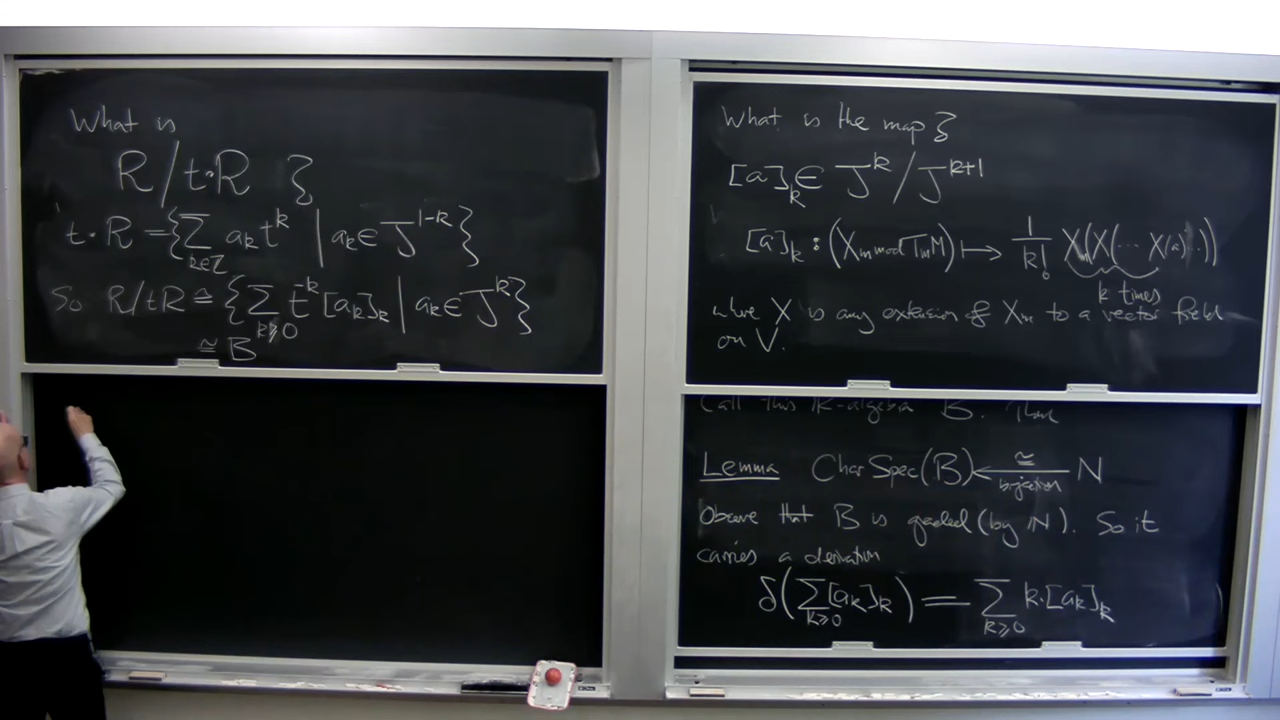 What is
R / t·R ?
t·R = {∑_{k∈Z} a_k t^k | a_k ∈ J^{1-k}}
So R/tR ≅ {∑_{k≥0} t^{-k} [a_k]_k | a_k ∈ J^k}
≅ B
What is the map ?
[a]_k ∈ J^k / J^{k+1}
[a]_k : (X_m mod T_m M) ↦ 1/k! X(X(··· X(a)··))
k times
where X is any extension of X_m to a vector field
on V.
Call this R-algebra B. Then
Lemma CharSpec(B) ←≅ bijection N
Observe that B is graded (by N). So it
carries a derivation
δ(∑_{k≥0} [a_k]_k) = ∑_{k≥0} k·[a_k]_k